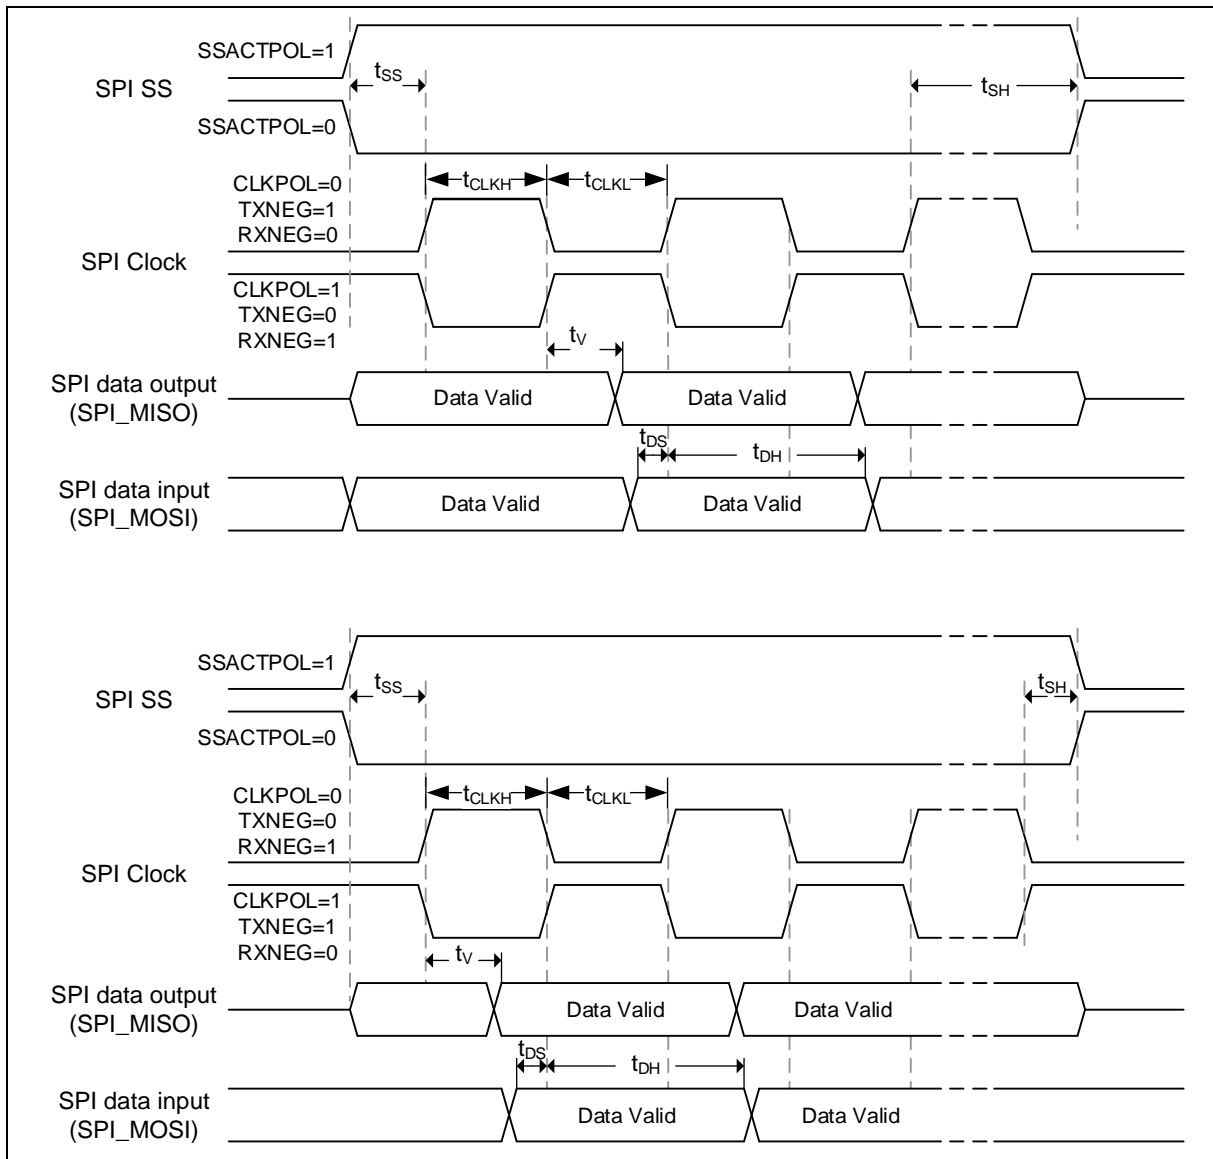 SSACTPOL=1
SPI SS
tSS
tSH
SSACTPOL=0
CLKPOL=0
TXNEG=1
RXNEG=0
tCLKH
tCLKL
SPI Clock
CLKPOL=1
TXNEG=0
RXNEG=1
tV
SPI data output
(SPI_MISO)
Data Valid
Data Valid
tDS
tDH
SPI data input
(SPI_MOSI)
Data Valid
Data Valid
SSACTPOL=1
SPI SS
tSS
tSH
SSACTPOL=0
CLKPOL=0
TXNEG=0
RXNEG=1
tCLKH
tCLKL
SPI Clock
CLKPOL=1
TXNEG=1
RXNEG=0
tV
SPI data output
(SPI_MISO)
Data Valid
Data Valid
tDS
tDH
SPI data input
(SPI_MOSI)
Data Valid
Data Valid